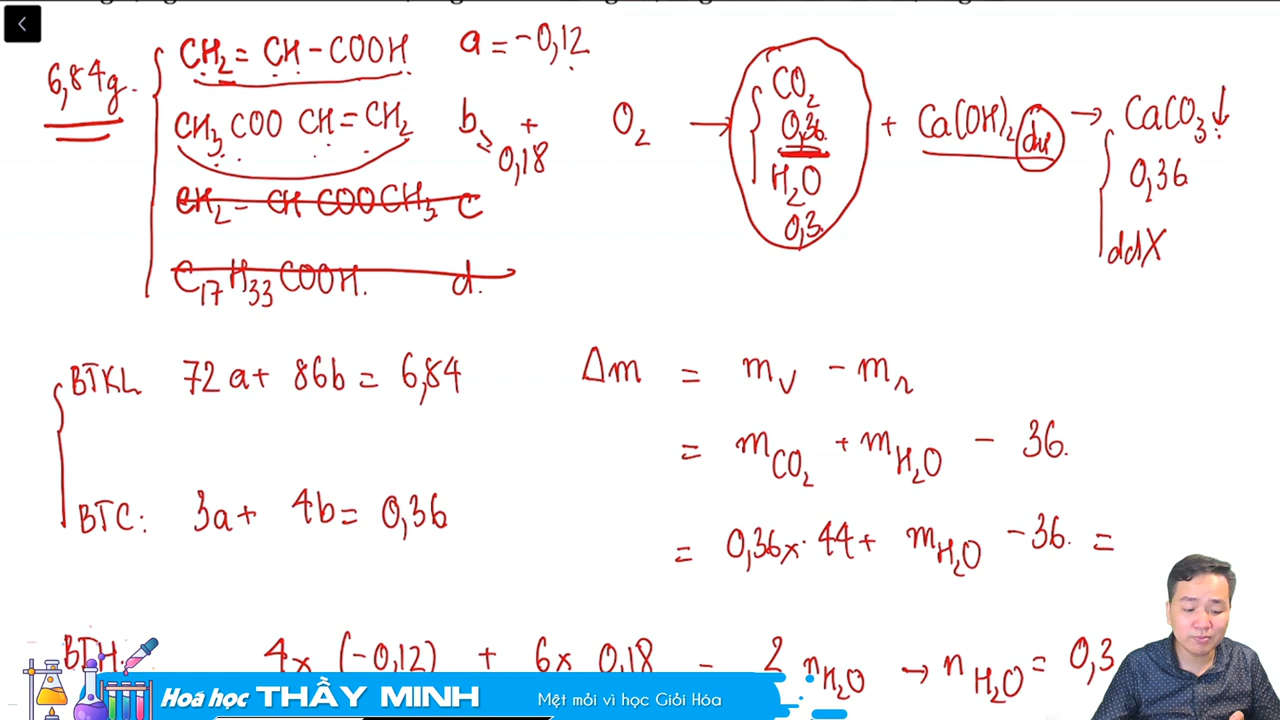 6,84g.
CH2 = CH - COOH a = -0,12
CH3 COO CH = CH2 b + 0,18
CH2 - CH COOCH3 c
C17H33COOH. d.
O2 → CO2 0,36 H2O 0,3 + Ca(OH)2 dư → CaCO3↓
0,36
ddX
BTKL 72a + 86b = 6,84
BTC: 3a + 4b = 0,36
Δm = mV - mr
= mCO2 + mH2O - 36.
= 0,36 x 44 + mH2O - 36. =
BTH. 4x (-0,12) + 6x 0,18 = 2 nH2O → nH2O = 0,3
Hoá học THẦY MINH
Mệt mỏi vì học Giỏi Hóa